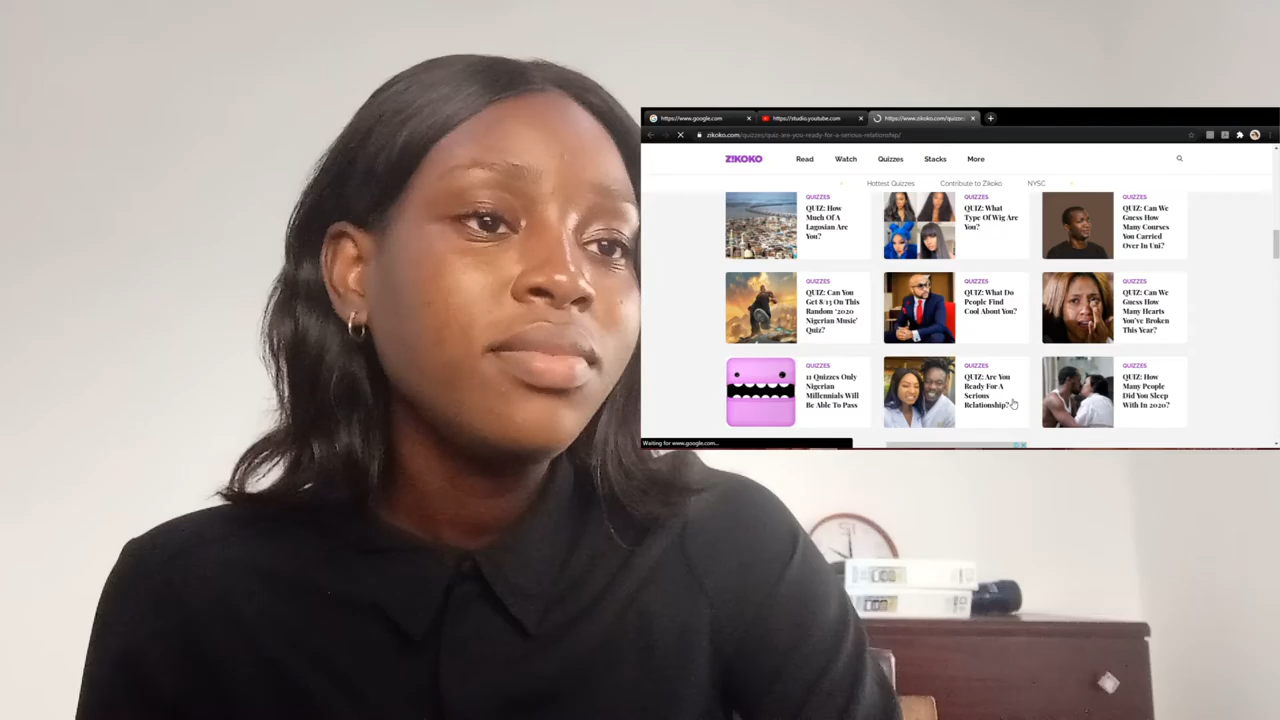 https://www.google.com
https://studio.youtube.com
https://www.zikoko.com/quizze
zikoko.com/quizzes/quiz-are-you-ready-for-a-serious-relationship/
Z!KOKO
Read
Watch
Quizzes
Stacks
More
Hottest Quizzes
Contribute to Zikoko
NYSC
QUIZZES
QUIZ: How
Much Of A
Lagosian Are
You?
QUIZZES
QUIZ: What
Type Of Wig Are
You?
QUIZZES
QUIZ: Can We
Guess How
Many Courses
You Carried
Over In Uni?
QUIZZES
QUIZ: Can You
Get 8/13 On This
Random '2020
Nigerian Music'
Quiz?
QUIZZES
QUIZ: What Do
People Find
Cool About You?
QUIZZES
QUIZ: Can We
Guess How
Many Hearts
You've Broken
This Year?
QUIZZES
11 Quizzes Only
Nigerian
Millennials Will
Be Able To Pass
QUIZZES
QUIZ: Are You
Ready For A
Serious
Relationship?
QUIZZES
QUIZ: How
Many People
Did You Sleep
With In 2020?
Waiting for www.google.com...